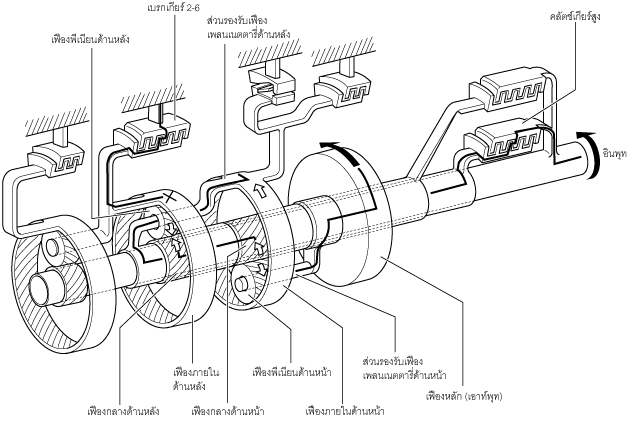 เบรกเกียร์ 2-6
ส่วนรองรับเฟือง
เพลนเนตตารี่ด้านหลัง
คลัตช์เกียร์สูง
เฟืองพีเนียนด้านหลัง
อินพุท
เฟืองภายใน
ด้านหลัง
เฟืองพีเนียนด้านหน้า
ส่วนรองรับเฟือง
เพลนเนตตารี่ด้านหน้า
เฟืองหลัก (เอาท์พุท)
เฟืองกลางด้านหลัง
เฟืองกลางด้านหน้า
เฟืองภายในด้านหน้า